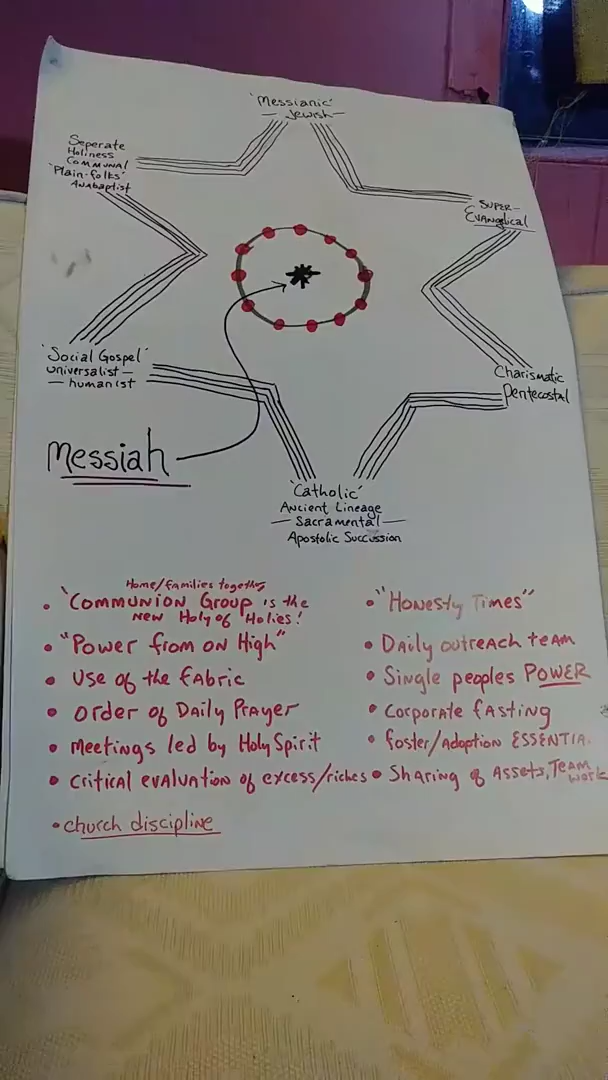 'Messianic'
— Jewish —
Seperate
Holiness
Communal
'Plain-folks'
Anabaptist
Super-
Evangelical
'Social Gospel'
universalist —
— humanist
Charismatic
Pentecostal
Messiah
'Catholic'
Ancient Lineage
— Sacramental —
Apostolic Succussion
Home/families together
• "Communion Group is the
new Holy of Holies!
• "Power from on High"
• Use of the fabric
• order of Daily Prayer
• Meetings led by Holy Spirit
• critical evaluation of excess/riches
• church discipline
• "Honesty Times"
• Daily outreach team
• Single peoples POWER
• corporate fasting
• foster/Adoption ESSENTIA
• Sharing of Assets, Team
work